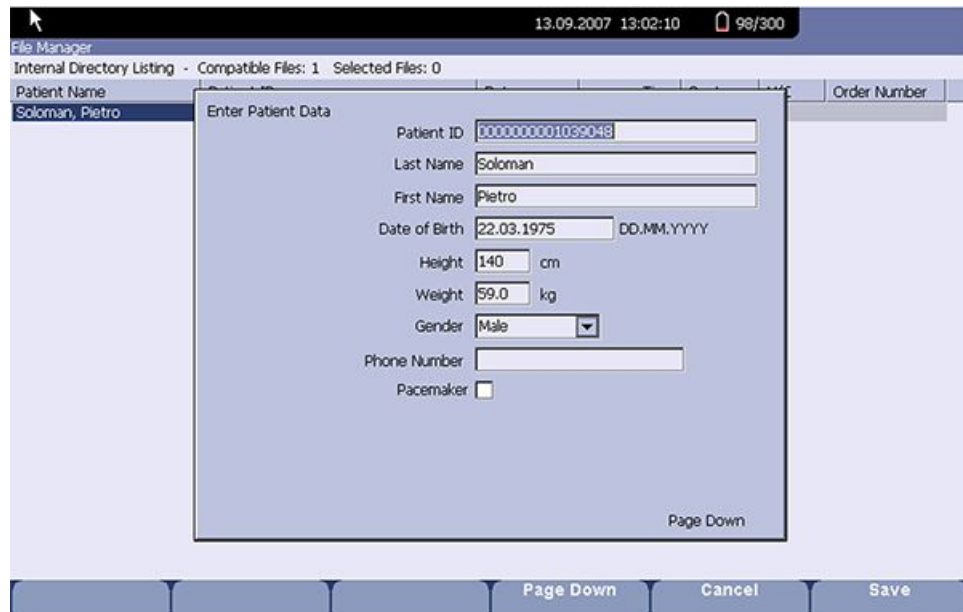 13.09.2007 13:02:10 98/300
File Manager
Internal Directory Listing - Compatible Files: 1 Selected Files: 0
Patient Name Order Number
Soloman, Pietro
Enter Patient Data
Patient ID 0000000001039048
Last Name Soloman
First Name Pietro
Date of Birth 22.03.1975 DD.MM.YYYY
Height 140 cm
Weight 59.0 kg
Gender Male
Phone Number
Pacemaker
Page Down
Page Down Cancel Save